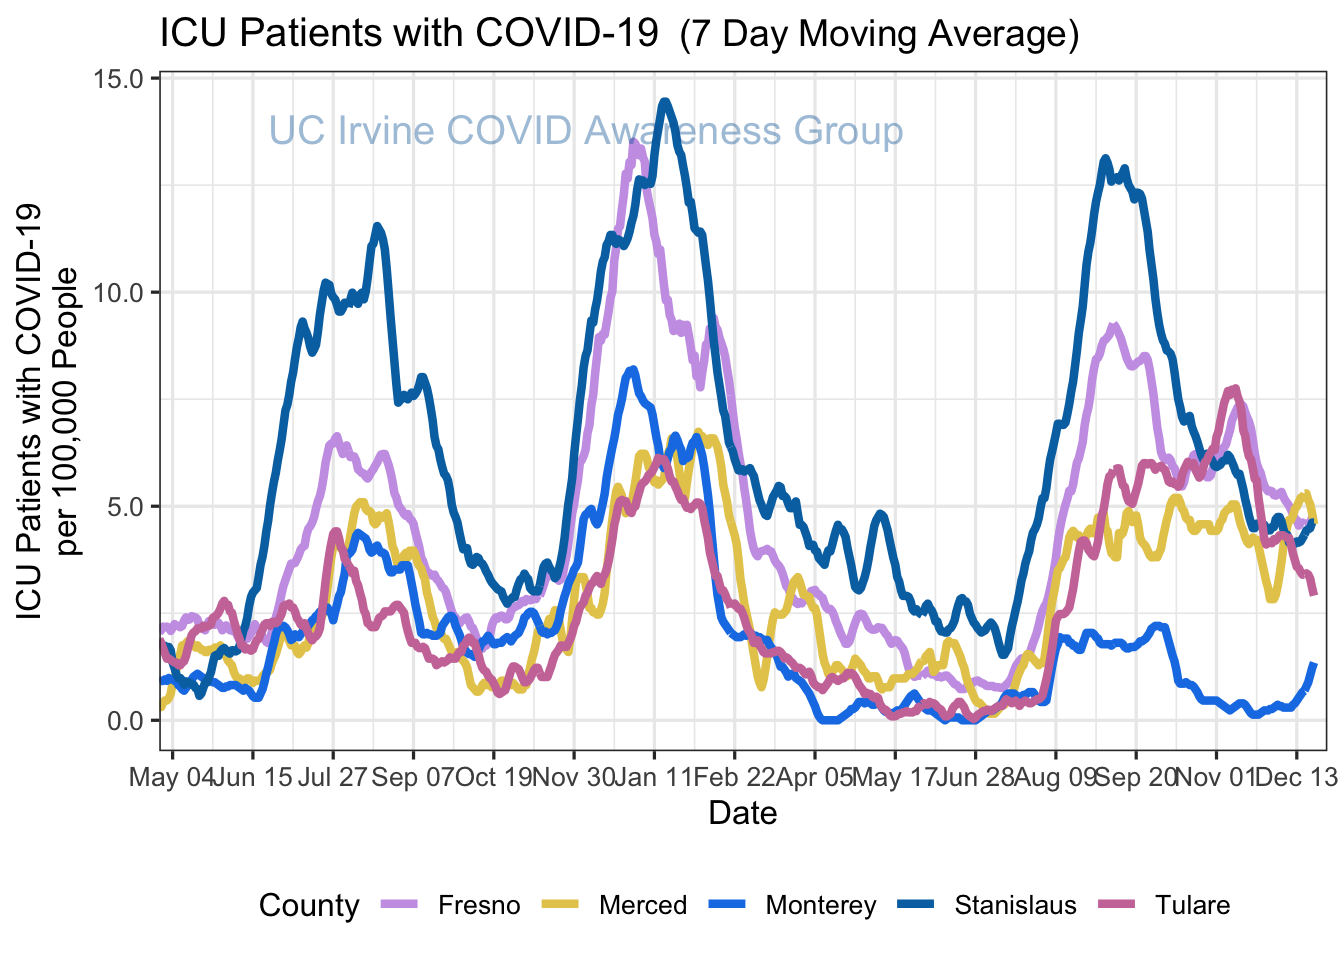 ICU Patients with COVID-19 (7 Day Moving Average)
UC Irvine COVID Awareness Group
ICU Patients with COVID-19
per 100,000 People
15.0
10.0
5.0
0.0
May 04 Jun 15 Jul 27 Sep 07 Oct 19 Nov 30 Jan 11 Feb 22 Apr 05 May 17 Jun 28 Aug 09 Sep 20 Nov 01 Dec 13
Date
County Fresno Merced Monterey Stanislaus Tulare